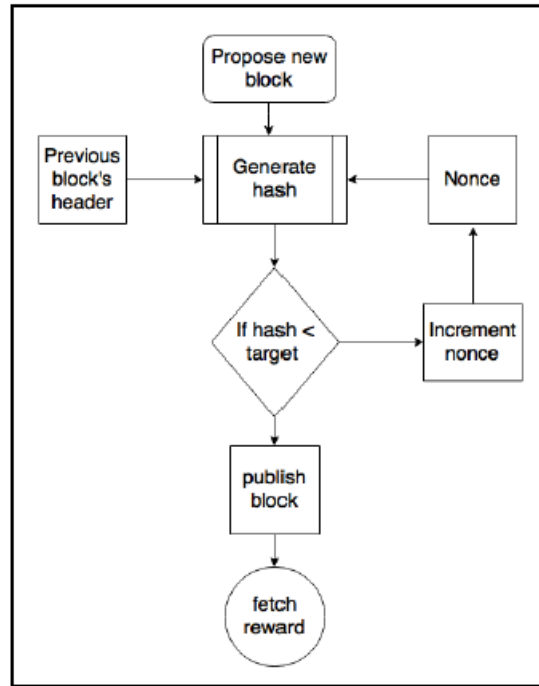 Propose new
block
Previous
block's
header
Generate
hash
Nonce
If hash <
target
Increment
nonce
publish
block
fetch
reward